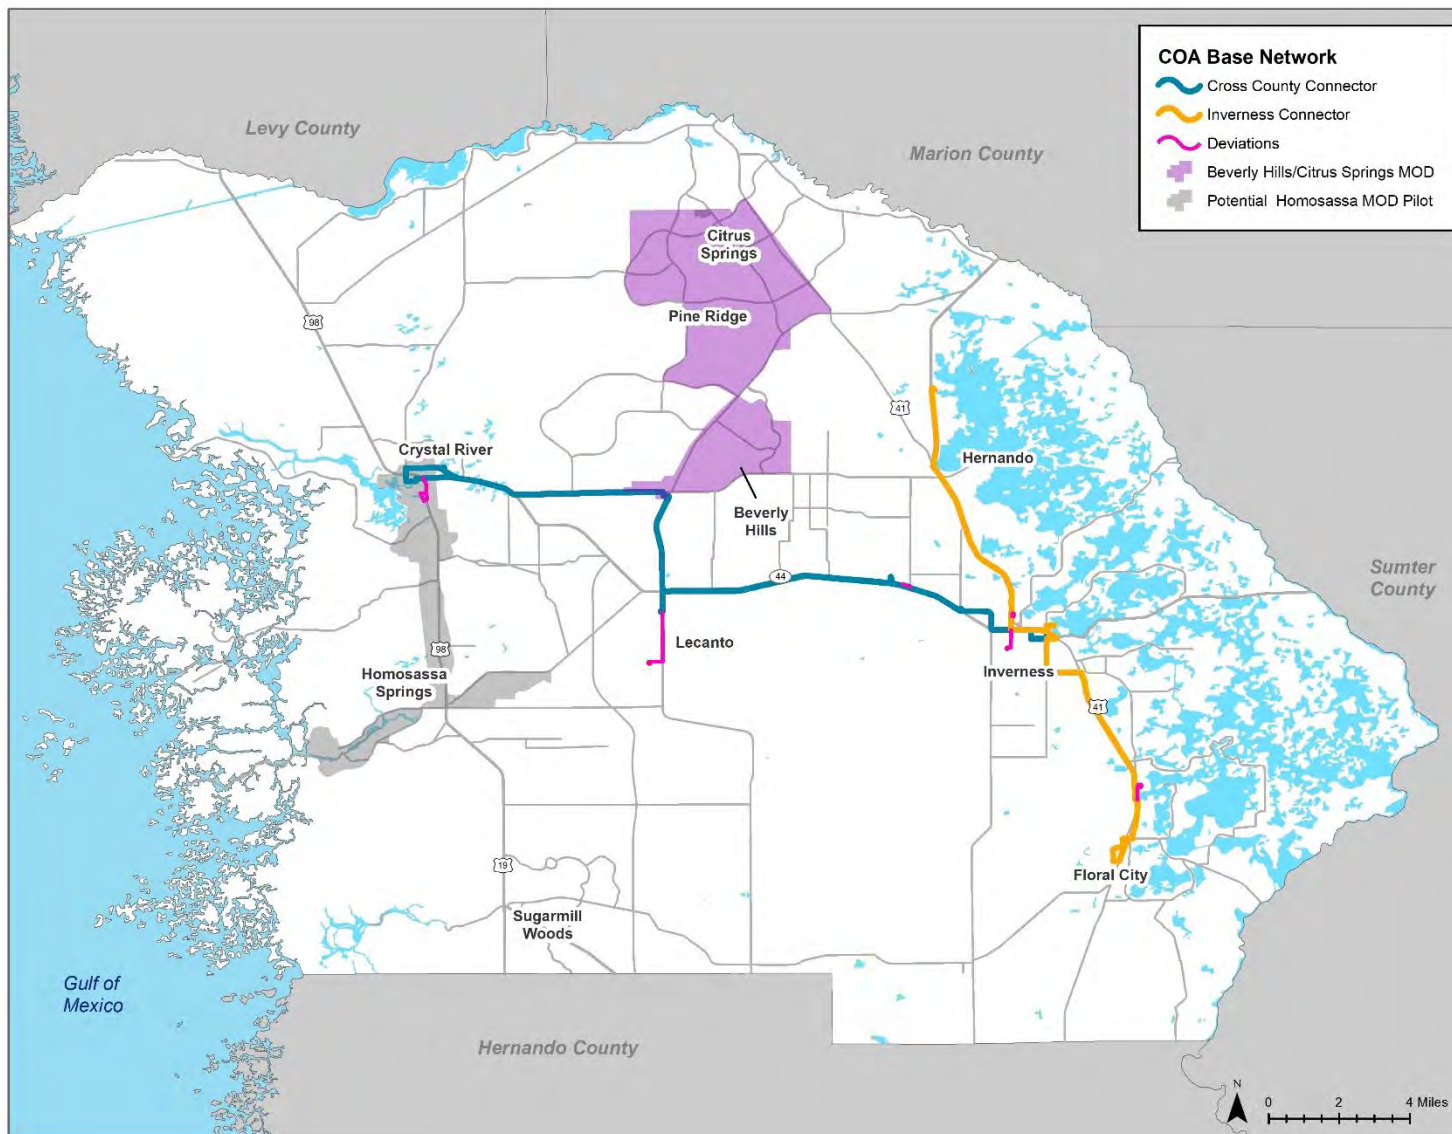 COA Base Network
Cross County Connector
Inverness Connector
Deviations
Beverly Hills/Citrus Springs MOD
Potential Homosassa MOD Pilot
Levy County
Marion County
Citrus
Springs
Pine Ridge
98
41
Crystal River
Hernando
Beverly
Hills
44
Sumter
County
Lecanto
98
Homosassa
Springs
Inverness
41
19
Floral City
Sugarmill
Woods
Gulf of
Mexico
Hernando County
N
0 2 4 Miles